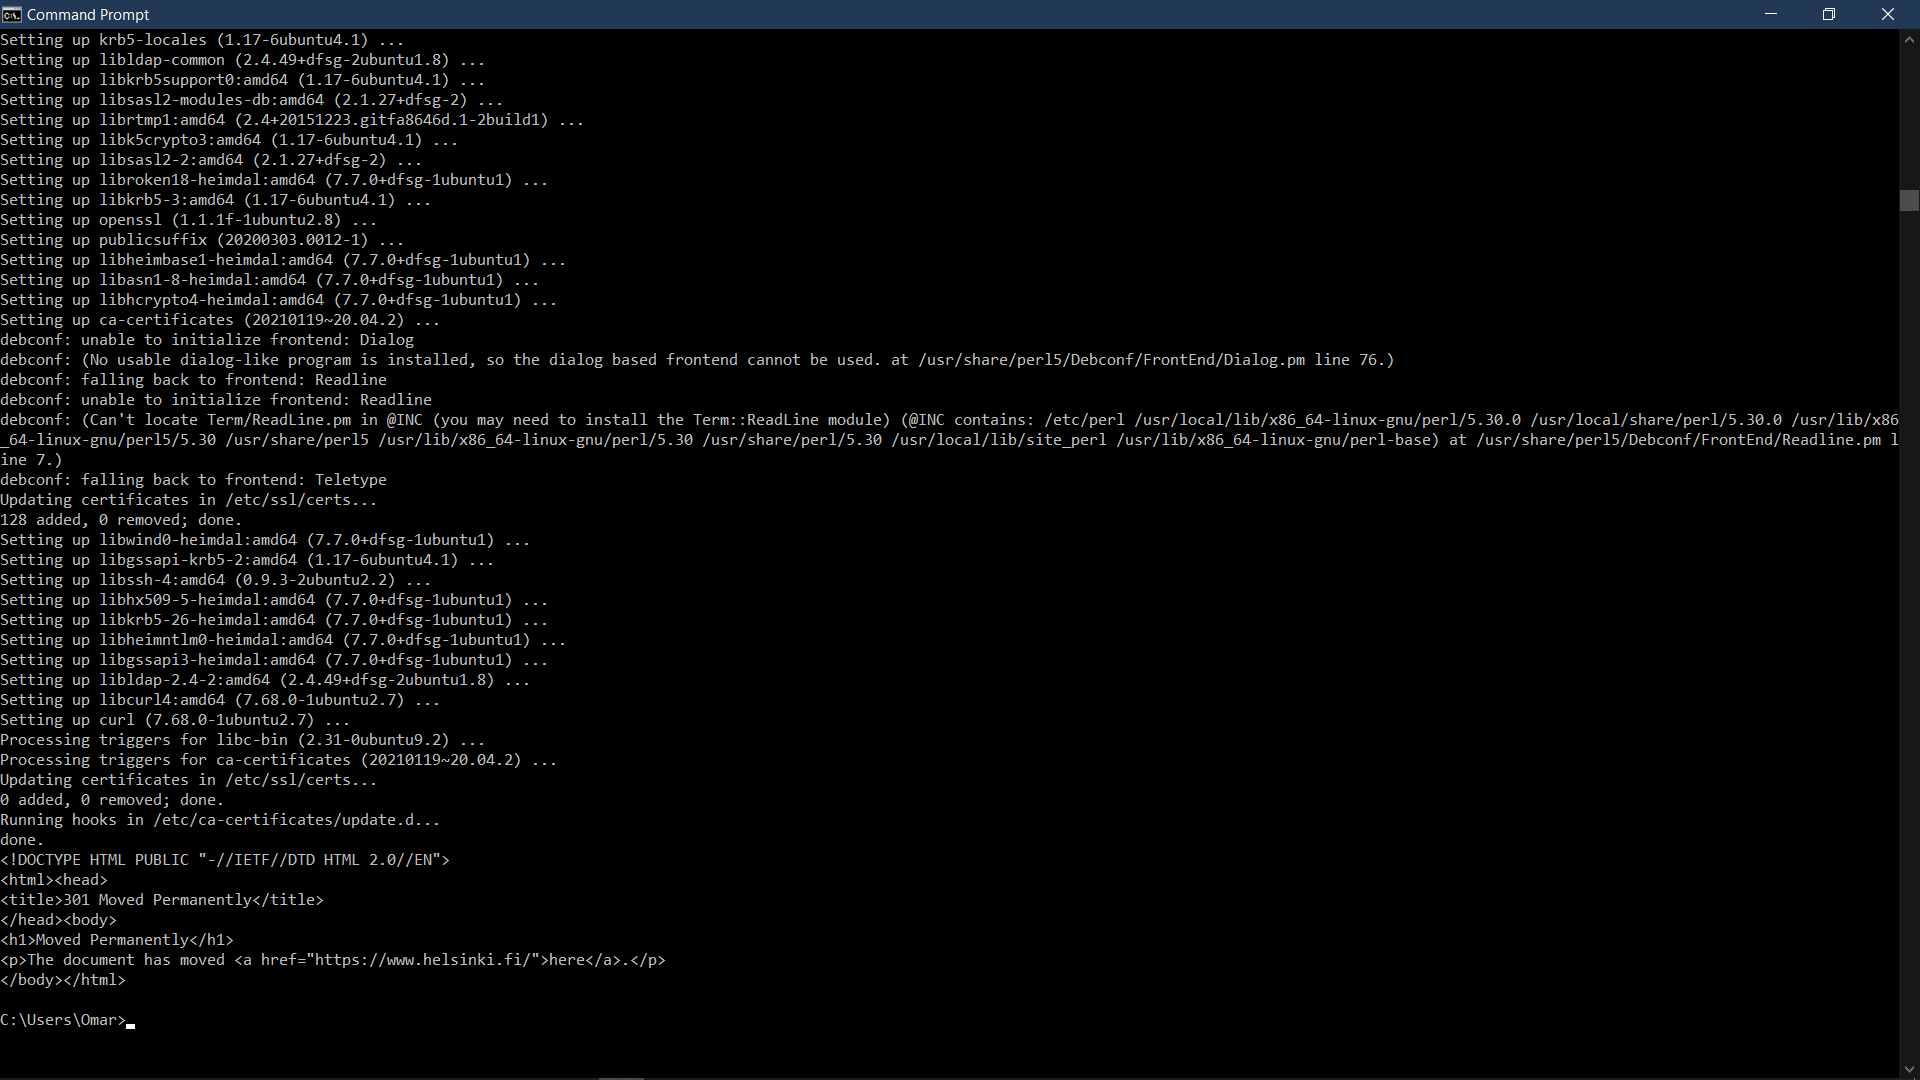 Command Prompt
Setting up krb5-locales (1.17-6ubuntu4.1) ...
Setting up libldap-common (2.4.49+dfsg-2ubuntu1.8) ...
Setting up libkrb5support0:amd64 (1.17-6ubuntu4.1) ...
Setting up libsasl2-modules-db:amd64 (2.1.27+dfsg-2) ...
Setting up librtmp1:amd64 (2.4+20151223.gitfa8646d.1-2build1) ...
Setting up libk5crypto3:amd64 (1.17-6ubuntu4.1) ...
Setting up libsasl2-2:amd64 (2.1.27+dfsg-2) ...
Setting up libroken18-heimdal:amd64 (7.7.0+dfsg-1ubuntu1) ...
Setting up libkrb5-3:amd64 (1.17-6ubuntu4.1) ...
Setting up openssl (1.1.1f-1ubuntu2.8) ...
Setting up publicsuffix (20200303.0012-1) ...
Setting up libheimbase1-heimdal:amd64 (7.7.0+dfsg-1ubuntu1) ...
Setting up libasn1-8-heimdal:amd64 (7.7.0+dfsg-1ubuntu1) ...
Setting up libhcrypto4-heimdal:amd64 (7.7.0+dfsg-1ubuntu1) ...
Setting up ca-certificates (20210119~20.04.2) ...
debconf: unable to initialize frontend: Dialog
debconf: (No usable dialog-like program is installed, so the dialog based frontend cannot be used. at /usr/share/perl5/Debconf/FrontEnd/Dialog.pm line 76.)
debconf: falling back to frontend: Readline
debconf: unable to initialize frontend: Readline
debconf: (Can't locate Term/ReadLine.pm in @INC (you may need to install the Term::ReadLine module) (@INC contains: /etc/perl /usr/local/lib/x86_64-linux-gnu/perl/5.30.0 /usr/local/share/perl/5.30.0 /usr/lib/x86
_64-linux-gnu/perl5/5.30 /usr/share/perl5 /usr/lib/x86_64-linux-gnu/perl/5.30 /usr/share/perl/5.30 /usr/local/lib/site_perl /usr/lib/x86_64-linux-gnu/perl-base) at /usr/share/perl5/Debconf/FrontEnd/Readline.pm l
ine 7.)
debconf: falling back to frontend: Teletype
Updating certificates in /etc/ssl/certs...
128 added, 0 removed; done.
Setting up libwind0-heimdal:amd64 (7.7.0+dfsg-1ubuntu1) ...
Setting up libgssapi-krb5-2:amd64 (1.17-6ubuntu4.1) ...
Setting up libssh-4:amd64 (0.9.3-2ubuntu2.2) ...
Setting up libhx509-5-heimdal:amd64 (7.7.0+dfsg-1ubuntu1) ...
Setting up libkrb5-26-heimdal:amd64 (7.7.0+dfsg-1ubuntu1) ...
Setting up libheimntlm0-heimdal:amd64 (7.7.0+dfsg-1ubuntu1) ...
Setting up libgssapi3-heimdal:amd64 (7.7.0+dfsg-1ubuntu1) ...
Setting up libldap-2.4-2:amd64 (2.4.49+dfsg-2ubuntu1.8) ...
Setting up libcurl4:amd64 (7.68.0-1ubuntu2.7) ...
Setting up curl (7.68.0-1ubuntu2.7) ...
Processing triggers for libc-bin (2.31-0ubuntu9.2) ...
Processing triggers for ca-certificates (20210119~20.04.2) ...
Updating certificates in /etc/ssl/certs...
0 added, 0 removed; done.
Running hooks in /etc/ca-certificates/update.d...
done.
<!DOCTYPE HTML PUBLIC "-//IETF//DTD HTML 2.0//EN">
<html><head>
<title>301 Moved Permanently</title>
</head><body>
<h1>Moved Permanently</h1>
<p>The document has moved <a href="https://www.helsinki.fi/">here</a>.</p>
</body></html>
C:\Users\Omar>